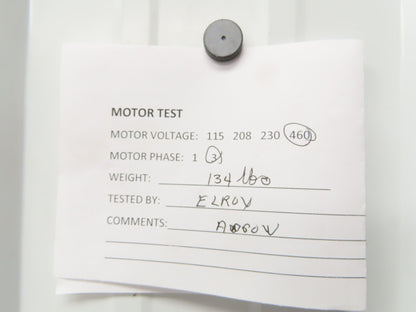 MOTOR TEST
MOTOR VOLTAGE: 115 208 230 460
MOTOR PHASE: 1 3
WEIGHT: 134 lbs
TESTED BY: ELROY
COMMENTS: